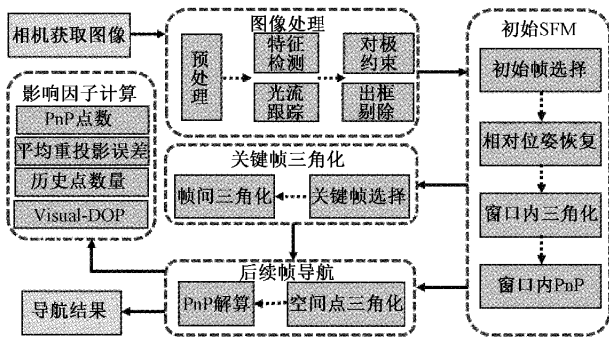 相机获取图像
图像处理
预处理
特征检测
光流跟踪
对极约束
出框剔除
初始SFM
初始帧选择
相对位姿恢复
窗口内三角化
窗口内PnP
影响因子计算
PnP点数
平均重投影误差
历史点数量
Visual-DOP
关键帧三角化
帧间三角化
关键帧选择
后续帧导航
PnP解算
空间点三角化
导航结果